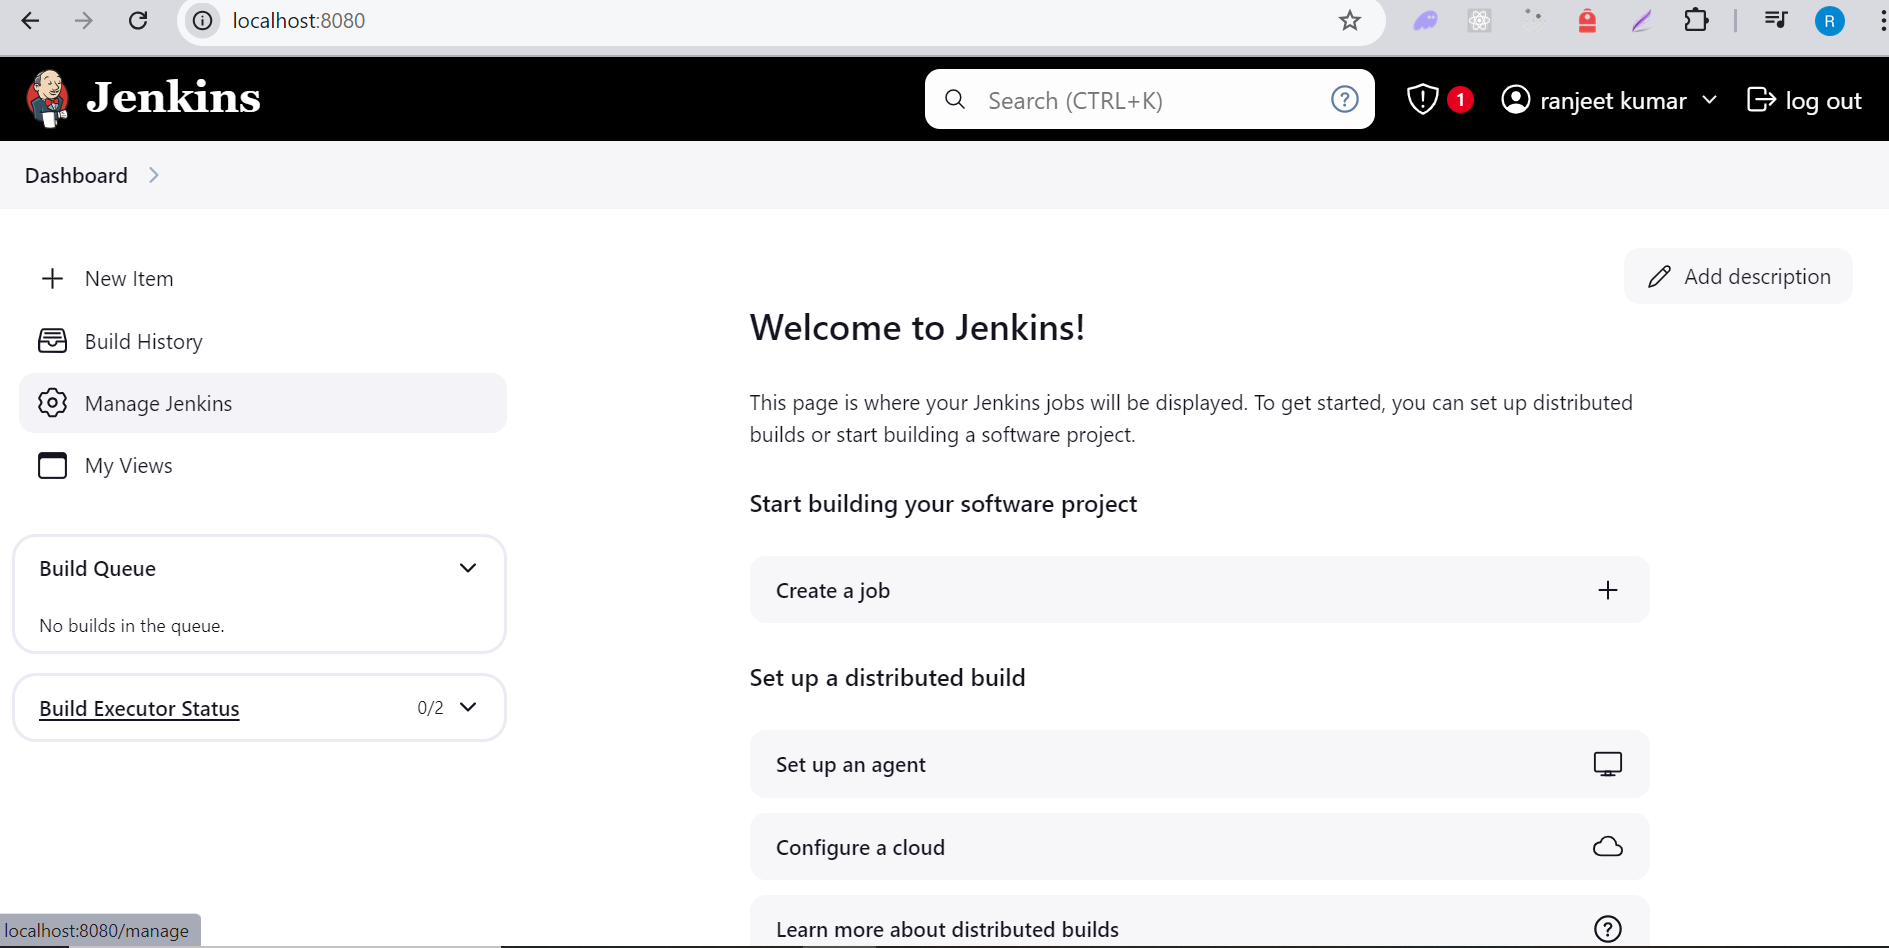 localhost:8080
R
Jenkins
Search (CTRL+K)
?
1
ranjeet kumar
log out
Dashboard
New Item
Build History
Manage Jenkins
My Views
Build Queue
No builds in the queue.
Build Executor Status
0/2
Add description
Welcome to Jenkins!
This page is where your Jenkins jobs will be displayed. To get started, you can set up distributed
builds or start building a software project.
Start building your software project
Create a job
Set up a distributed build
Set up an agent
Configure a cloud
Learn more about distributed builds
?
localhost:8080/manage